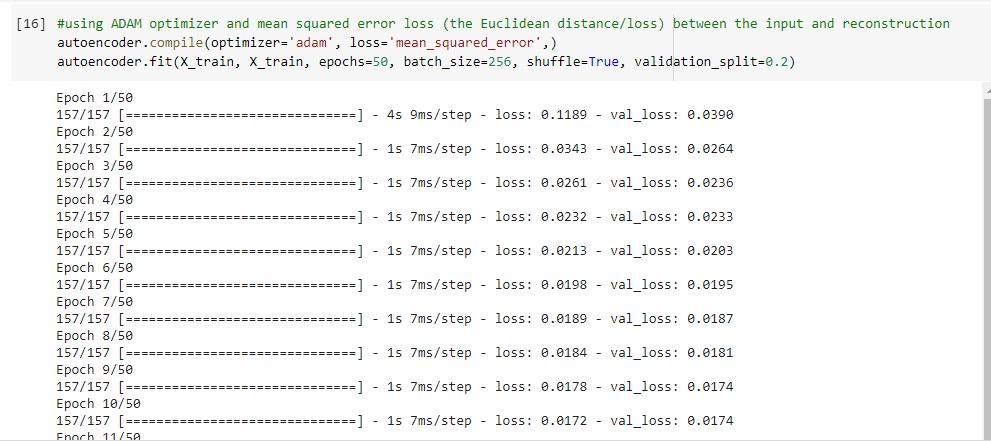 [16] #using ADAM optimizer and mean squared error loss (the Euclidean distance/loss) between the input and reconstruction
autoencoder.compile(optimizer='adam', loss='mean_squared_error',)
autoencoder.fit(X_train, X_train, epochs=50, batch_size=256, shuffle=True, validation_split=0.2)
Epoch 1/50
157/157 [==============================] - 4s 9ms/step - loss: 0.1189 - val_loss: 0.0390
Epoch 2/50
157/157 [==============================] - 1s 7ms/step - loss: 0.0343 - val_loss: 0.0264
Epoch 3/50
157/157 [==============================] - 1s 7ms/step - loss: 0.0261 - val_loss: 0.0236
Epoch 4/50
157/157 [==============================] - 1s 7ms/step - loss: 0.0232 - val_loss: 0.0233
Epoch 5/50
157/157 [==============================] - 1s 7ms/step - loss: 0.0213 - val_loss: 0.0203
Epoch 6/50
157/157 [==============================] - 1s 7ms/step - loss: 0.0198 - val_loss: 0.0195
Epoch 7/50
157/157 [==============================] - 1s 7ms/step - loss: 0.0189 - val_loss: 0.0187
Epoch 8/50
157/157 [==============================] - 1s 7ms/step - loss: 0.0184 - val_loss: 0.0181
Epoch 9/50
157/157 [==============================] - 1s 7ms/step - loss: 0.0178 - val_loss: 0.0174
Epoch 10/50
157/157 [==============================] - 1s 7ms/step - loss: 0.0172 - val_loss: 0.0174
Epoch 11/50